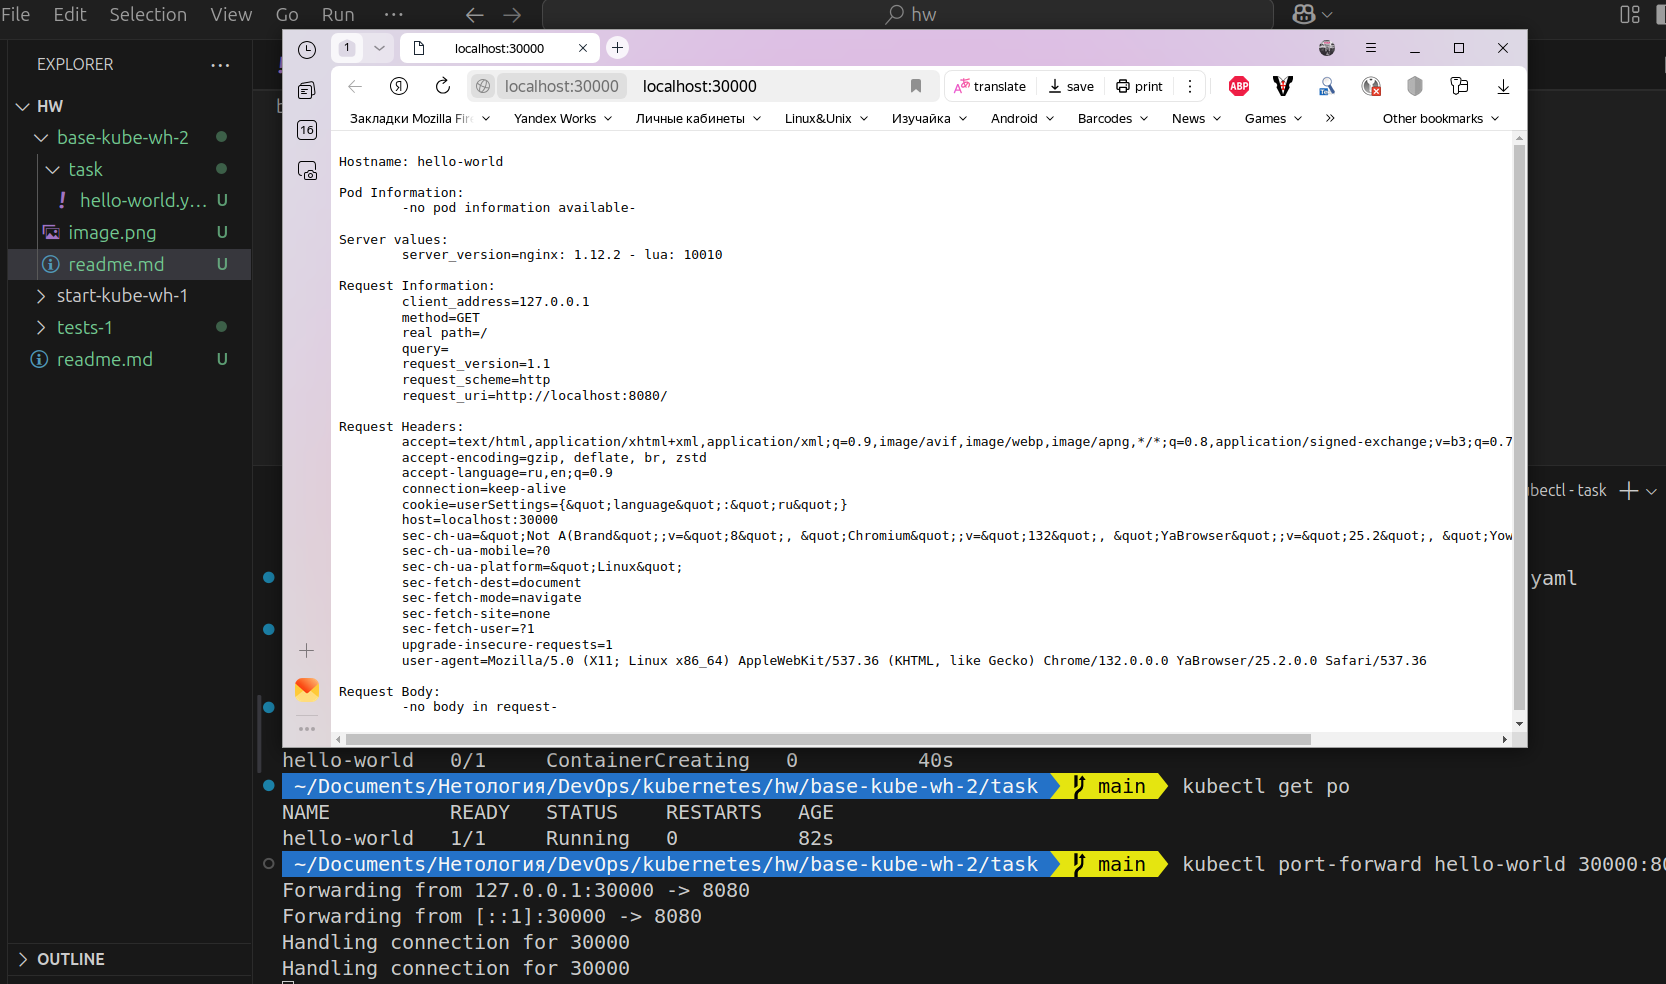 File Edit Selection View Go Run ···
hw
EXPLORER
HW
base-kube-wh-2
task
hello-world.y... U
image.png U
readme.md U
start-kube-wh-1
tests-1
readme.md U
OUTLINE
1 localhost:30000
localhost:30000 localhost:30000 translate save print ABP
16
Закладки Mozilla Fir Yandex Works Личные кабинеты Linux&Unix Изучайка Android Barcodes News Games » Other bookmarks
Hostname: hello-world
Pod Information:
-no pod information available-
Server values:
server_version=nginx: 1.12.2 - lua: 10010
Request Information:
client_address=127.0.0.1
method=GET
real path=/
query=
request_version=1.1
request_scheme=http
request_uri=http://localhost:8080/
Request Headers:
accept=text/html,application/xhtml+xml,application/xml;q=0.9,image/avif,image/webp,image/apng,*/*;q=0.8,application/signed-exchange;v=b3;q=0.7
accept-encoding=gzip, deflate, br, zstd
accept-language=ru,en;q=0.9
connection=keep-alive
cookie=userSettings={&quot;language&quot;:&quot;ru&quot;}
host=localhost:30000
sec-ch-ua=&quot;Not A(Brand&quot;;v=&quot;8&quot;, &quot;Chromium&quot;;v=&quot;132&quot;, &quot;YaBrowser&quot;;v=&quot;25.2&quot;, &quot;Yow
sec-ch-ua-mobile=?0
sec-ch-ua-platform=&quot;Linux&quot;
sec-fetch-dest=document
sec-fetch-mode=navigate
sec-fetch-site=none
sec-fetch-user=?1
upgrade-insecure-requests=1
user-agent=Mozilla/5.0 (X11; Linux x86_64) AppleWebKit/537.36 (KHTML, like Gecko) Chrome/132.0.0.0 YaBrowser/25.2.0.0 Safari/537.36
Request Body:
-no body in request-
bectl - task
yaml
hello-world 0/1 ContainerCreating 0 40s
~/Documents/Нетология/DevOps/kubernetes/hw/base-kube-wh-2/task main kubectl get po
NAME READY STATUS RESTARTS AGE
hello-world 1/1 Running 0 82s
~/Documents/Нетология/DevOps/kubernetes/hw/base-kube-wh-2/task main kubectl port-forward hello-world 30000:80
Forwarding from 127.0.0.1:30000 -> 8080
Forwarding from [::1]:30000 -> 8080
Handling connection for 30000
Handling connection for 30000